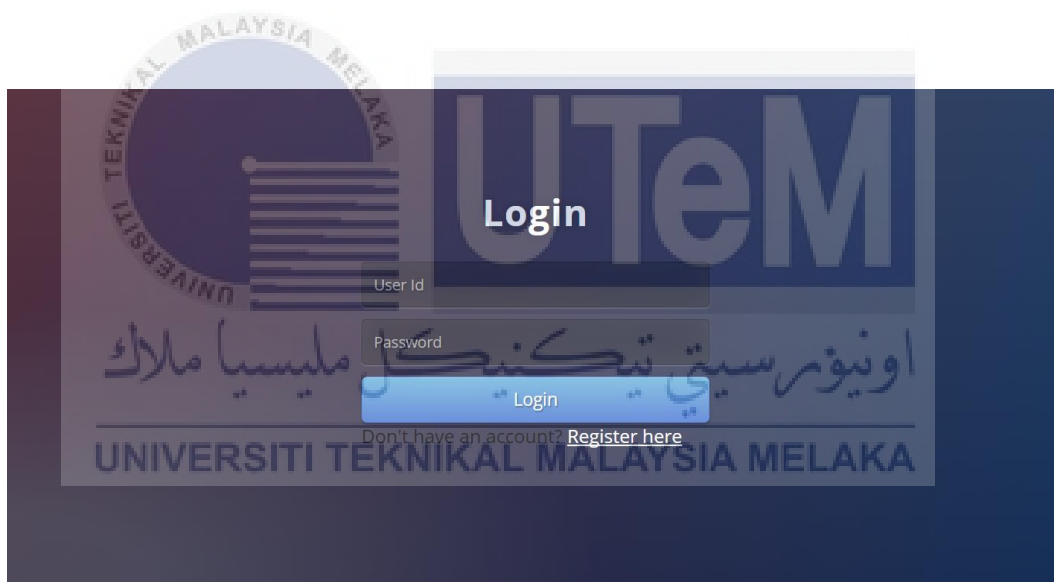 UNIVERSITI TEKNIKAL MALAYSIA MELAKA
UTeM
Login
User Id
Password
اونيۏرسيتي تيكنيكل مليسيا ملاك
Login
Don't have an account? Register here
UNIVERSITI TEKNIKAL MALAYSIA MELAKA